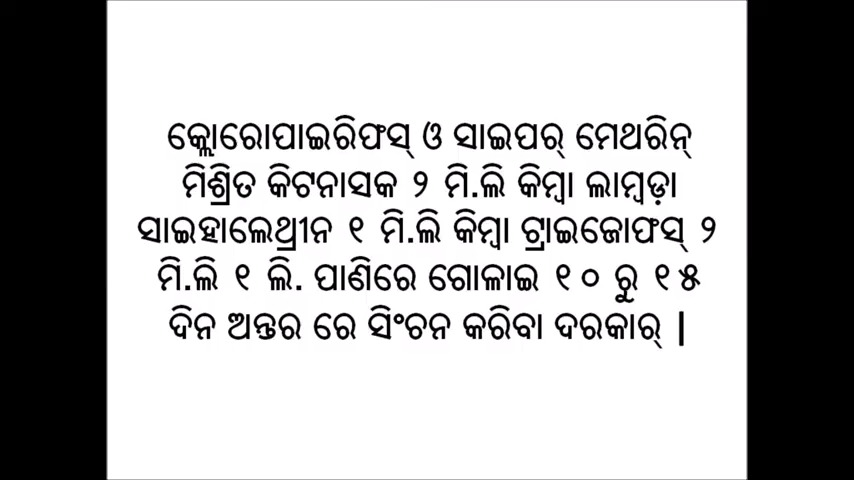 କ୍ଲୋରୋପାଇରିଫସ୍ ଓ ସାଇପର୍ ମେଥରିନ୍
ମିଶ୍ରିତ କିଟନାସକ ୨ ମି.ଲି କିମ୍ବା ଲାମ୍ବଡ଼ା
ସାଇହାଲେଥ୍ରୀନ ୧ ମି.ଲି କିମ୍ବା ଟ୍ରାଇଜୋଫସ୍ ୨
ମି.ଲି ୧ ଲି. ପାଣିରେ ଗୋଳାଇ ୧୦ ରୁ ୧୫
ଦିନ ଅନ୍ତର ରେ ସିଂଚନ କରିବା ଦରକାର୍ |